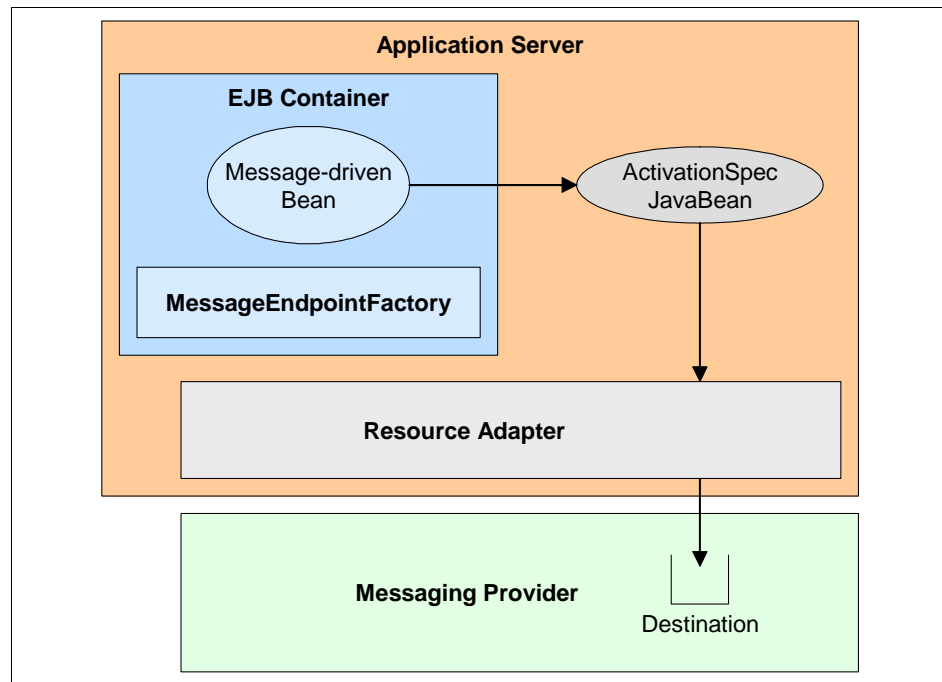 Application Server
EJB Container
Message-driven
Bean
ActivationSpec
JavaBean
MessageEndpointFactory
Resource Adapter
Messaging Provider
Destination